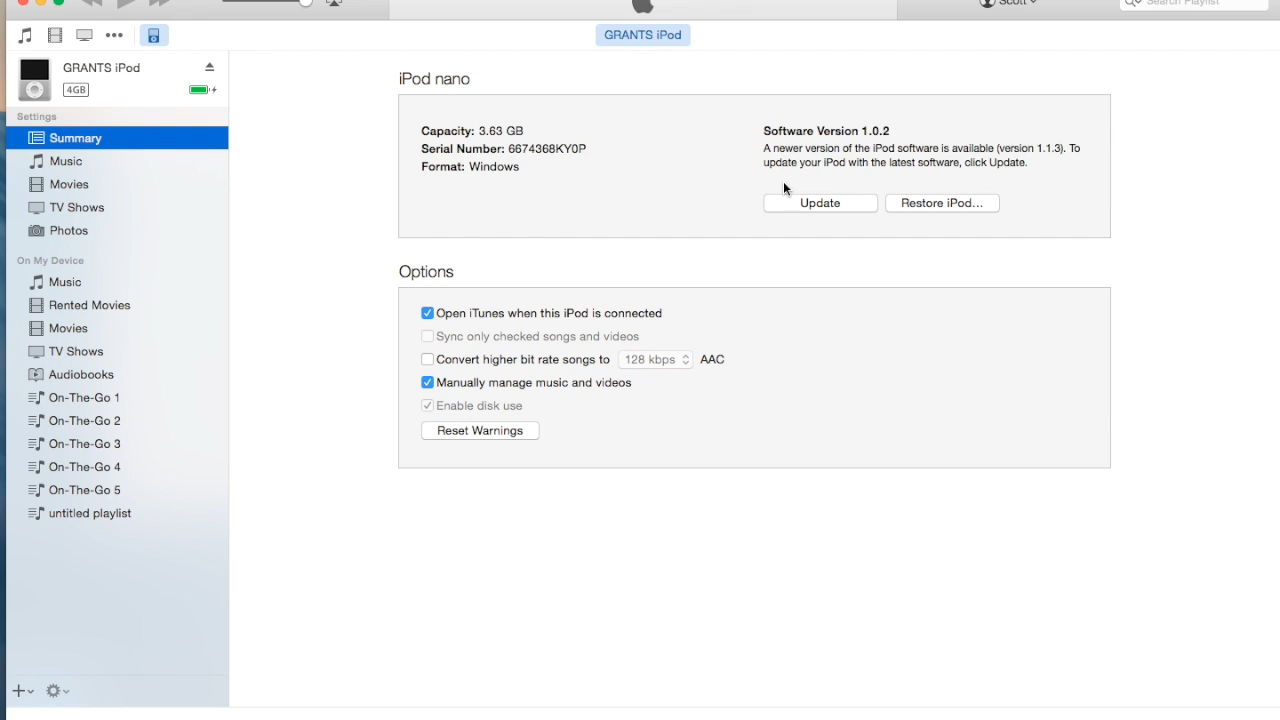 Scott
Search Playlist
GRANTS iPod
GRANTS iPod
4GB
Settings
Summary
Music
Movies
TV Shows
Photos
On My Device
Music
Rented Movies
Movies
TV Shows
Audiobooks
On-The-Go 1
On-The-Go 2
On-The-Go 3
On-The-Go 4
On-The-Go 5
untitled playlist
iPod nano
Capacity: 3.63 GB
Serial Number: 6674368KY0P
Format: Windows
Software Version 1.0.2
A newer version of the iPod software is available (version 1.1.3). To
update your iPod with the latest software, click Update.
Update
Restore iPod...
Options
Open iTunes when this iPod is connected
Sync only checked songs and videos
Convert higher bit rate songs to 128 kbps AAC
Manually manage music and videos
Enable disk use
Reset Warnings